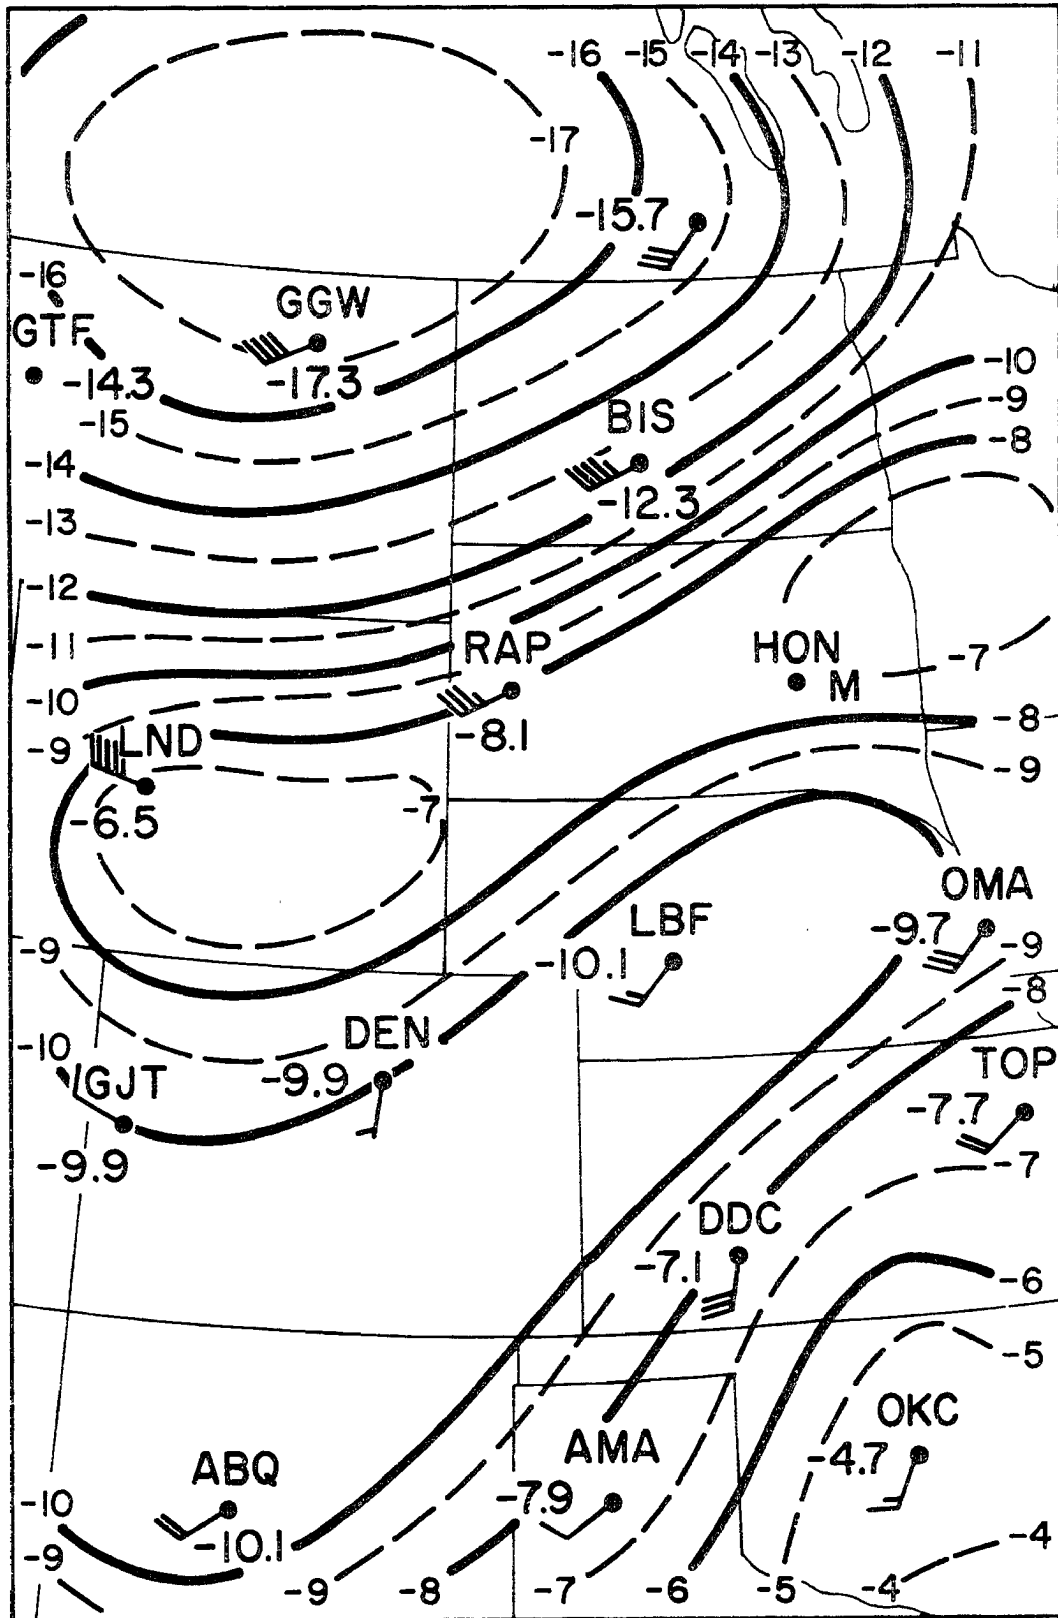 -16 -15 -14 -13 -12 -11
-17
-15.7
-16
GTF GGW
-14.3 -17.3
-10
-9
-15 BIS
-8
-14
-12.3
-13
-12
-11 RAP HON
-7
-10 M
-8
-9 LND -8.1
-9
-6.5 -7
OMA
LBF -9.7
-9 -10.1 -9
-8
-10 DEN
GJT -9.9 TOP
-7.7
-9.9 -7
DDC
-7.1
-6
-5
OKC
ABQ AMA -4.7
-10 -7.9
-10.1 -4
-9
-9 -8 -7 -6 -5 -4